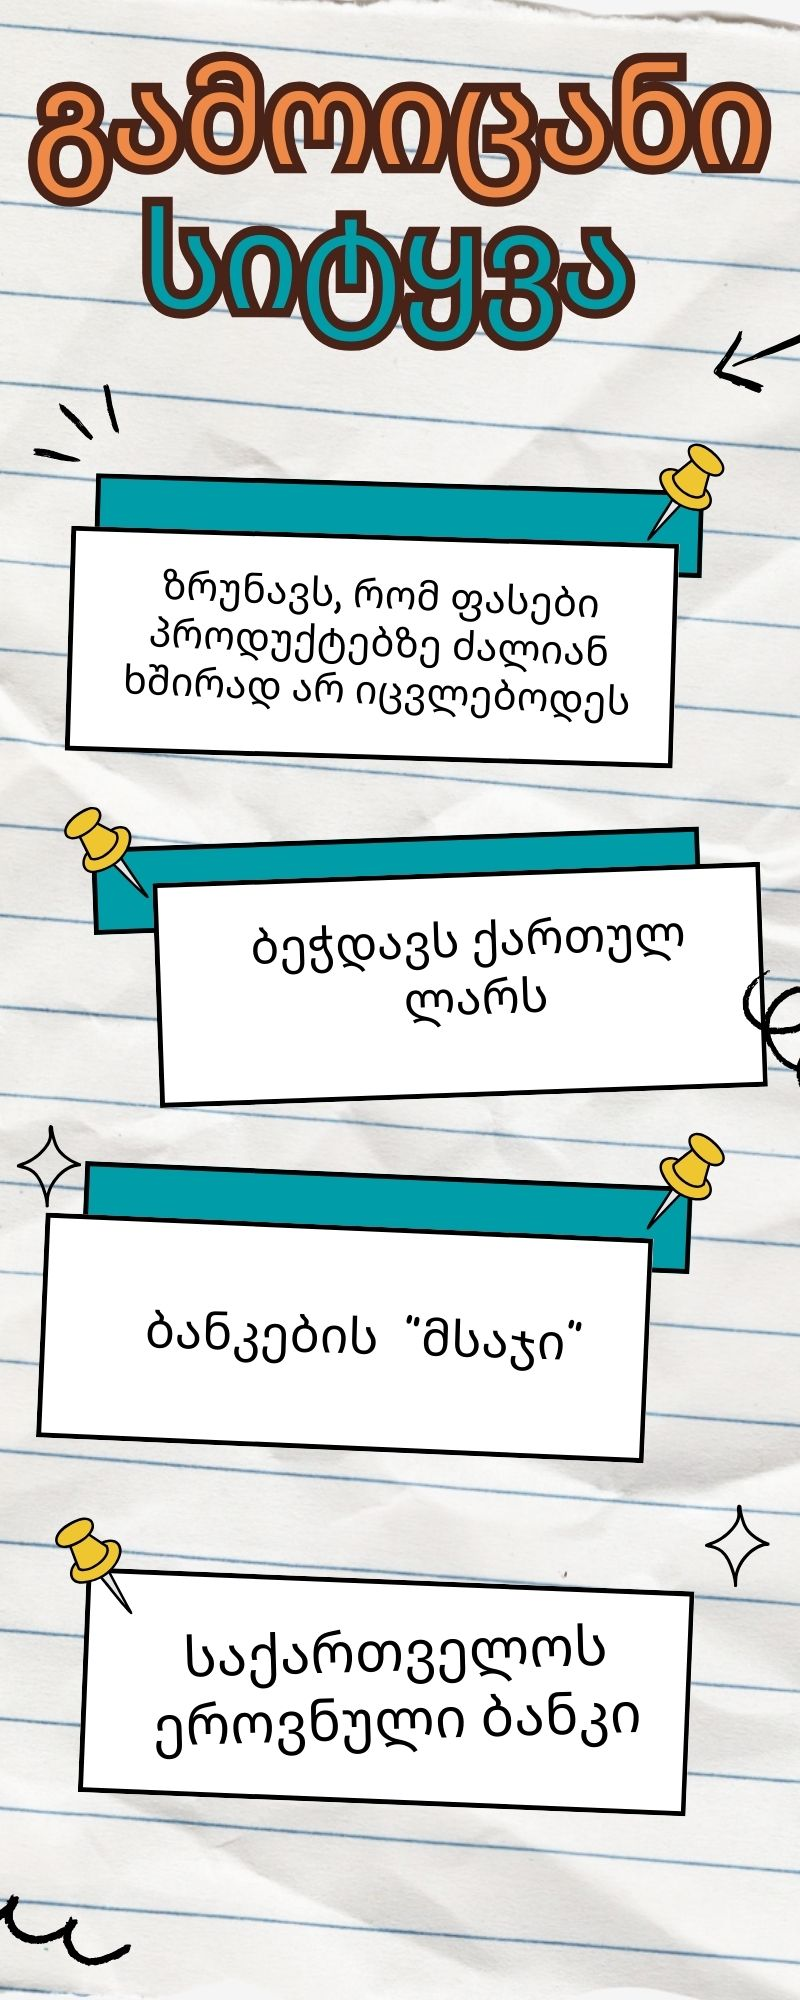 გამოიცანი
სიტყვა
ზრუნავს, რომ ფასები
პროდუქტებზე ძალიან
ხშირად არ იცვლებოდეს
ბეჭდავს ქართულ
ლარს
ბანკების "მსაჯი"
საქართველოს
ეროვნული ბანკი